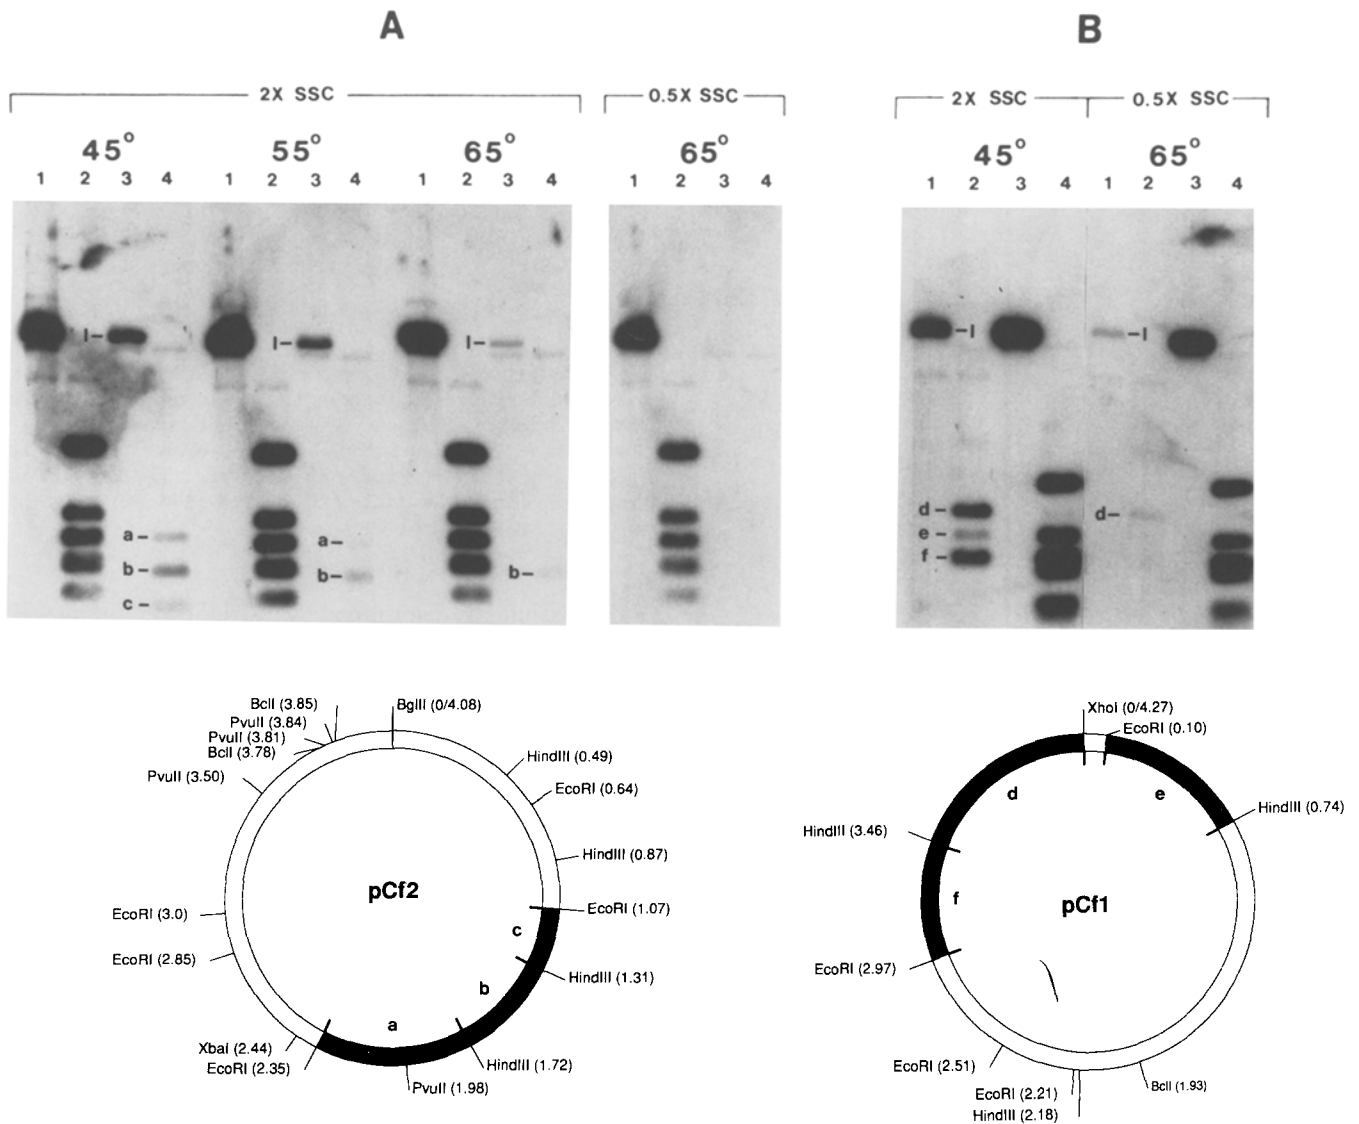 A
B
2X SSC
0.5X SSC
2X SSC
0.5X SSC
45° 55° 65° 65° 45° 65°
1 2 3 4 1 2 3 4 1 2 3 4 1 2 3 4 1 2 3 4 1 2 3 4
I– I– I– –I –I
d– d–
a– a– e–
b– b– b– f–
c–
BclI (3.85)
BglII (0/4.08)
PvuII (3.84)
PvuII (3.81)
BclI (3.78)
PvuII (3.50)
HindIII (0.49)
EcoRI (0.64)
HindIII (0.87)
EcoRI (1.07)
HindIII (1.31)
HindIII (1.72)
PvuII (1.98)
EcoRI (2.35)
XbaI (2.44)
EcoRI (2.85)
EcoRI (3.0)
pCf2
c
b
a
XhoI (0/4.27)
EcoRI (0.10)
HindIII (0.74)
BclI (1.93)
HindIII (2.18)
EcoRI (2.21)
EcoRI (2.51)
EcoRI (2.97)
HindIII (3.46)
d
e
f
pCf1